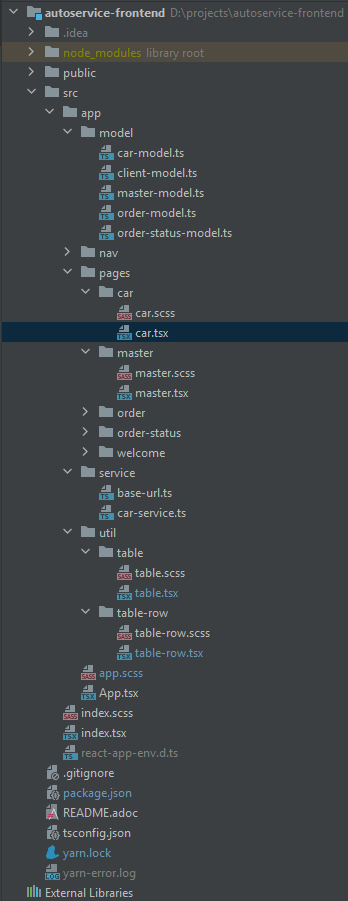 autoservice-frontend D:\projects\autoservice-frontend
.idea
node_modules library root
public
src
app
model
car-model.ts
client-model.ts
master-model.ts
order-model.ts
order-status-model.ts
nav
pages
car
car.scss
car.tsx
master
master.scss
master.tsx
order
order-status
welcome
service
base-url.ts
car-service.ts
util
table
table.scss
table.tsx
table-row
table-row.scss
table-row.tsx
app.scss
App.tsx
index.scss
index.tsx
react-app-env.d.ts
.gitignore
package.json
README.adoc
tsconfig.json
yarn.lock
yarn-error.log
External Libraries